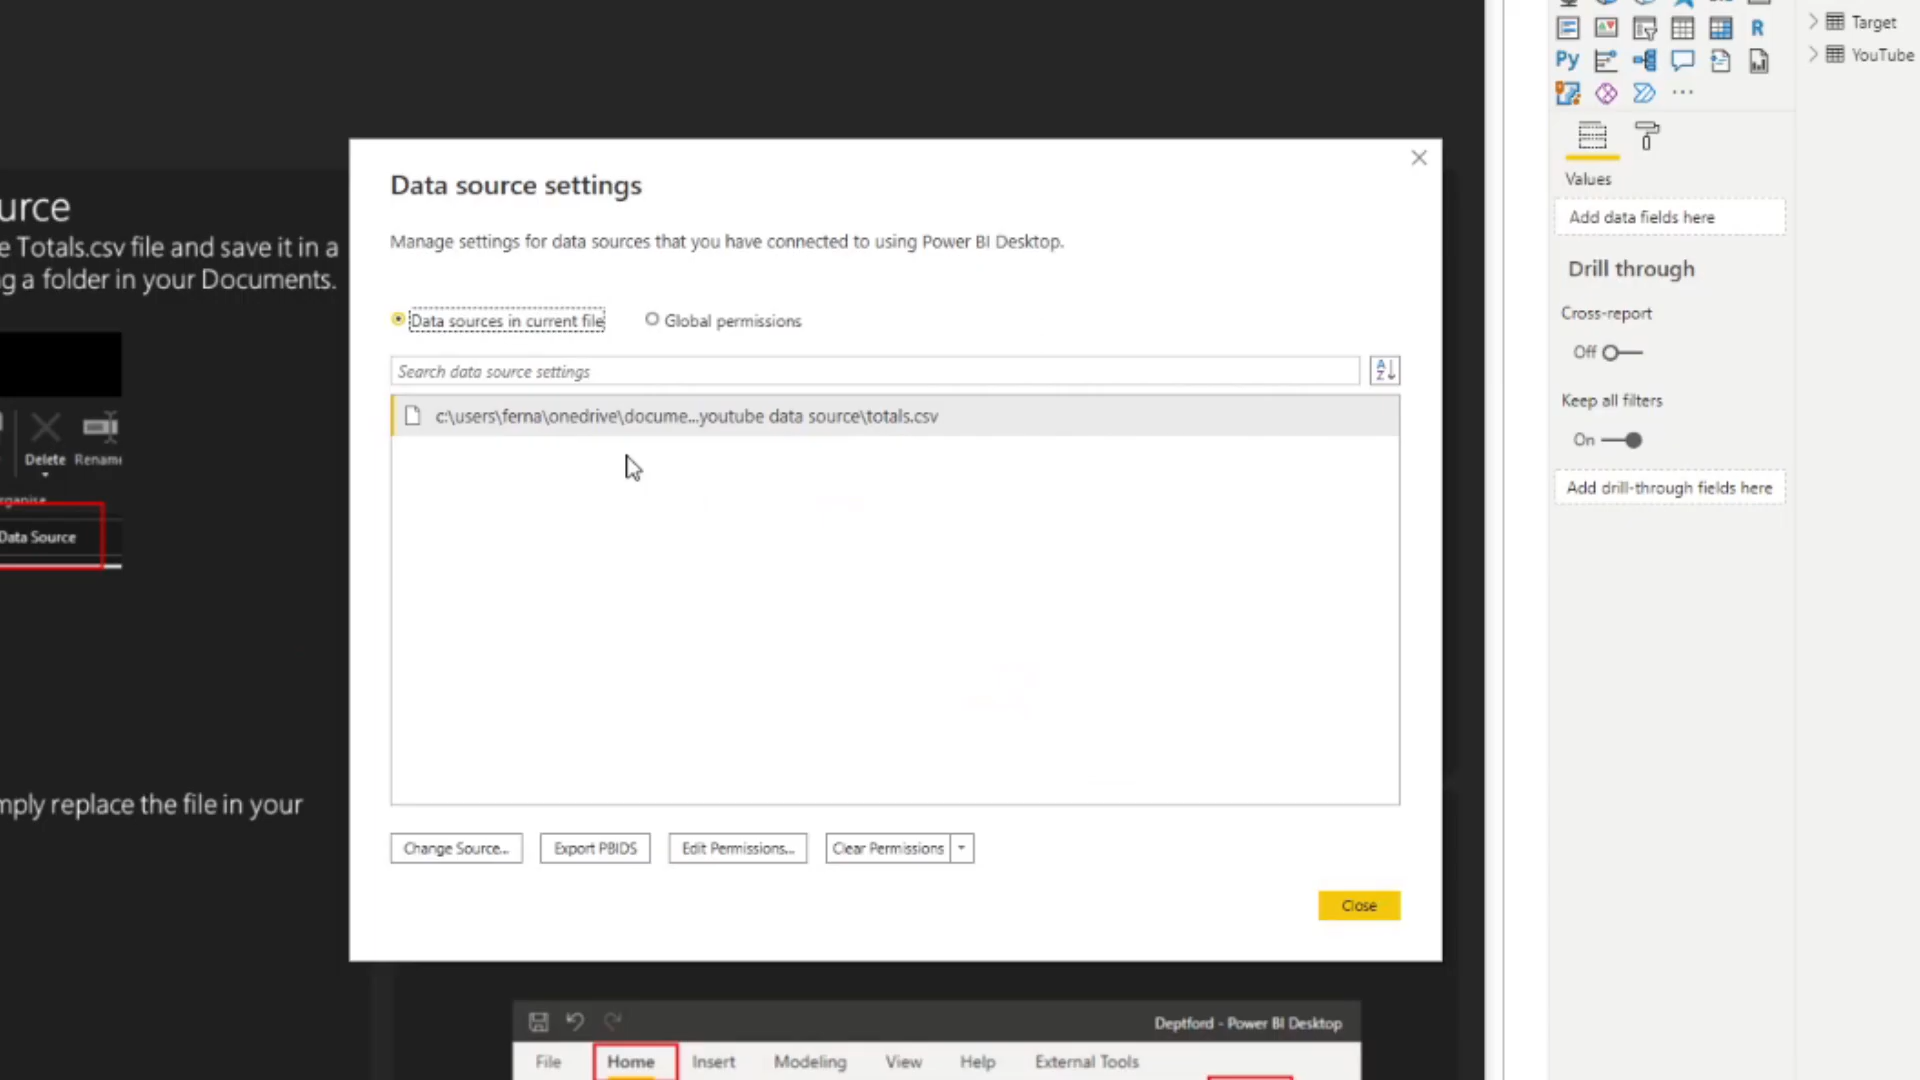 Target
YouTube
R
Py
Values
Add data fields here
Drill through
Cross-report
Off
Keep all filters
On
Add drill-through fields here
urce
e Totals.csv file and save it in a
g a folder in your Documents.
Delete Renam
rganise
Data Source
mply replace the file in your
Data source settings
Manage settings for data sources that you have connected to using Power BI Desktop.
Data sources in current file Global permissions
Search data source settings
c:\users\ferna\onedrive\docume...youtube data source\totals.csv
Change Source... Export PBIDS Edit Permissions... Clear Permissions
Close
Deptford - Power BI Desktop
File Home Insert Modeling View Help External Tools